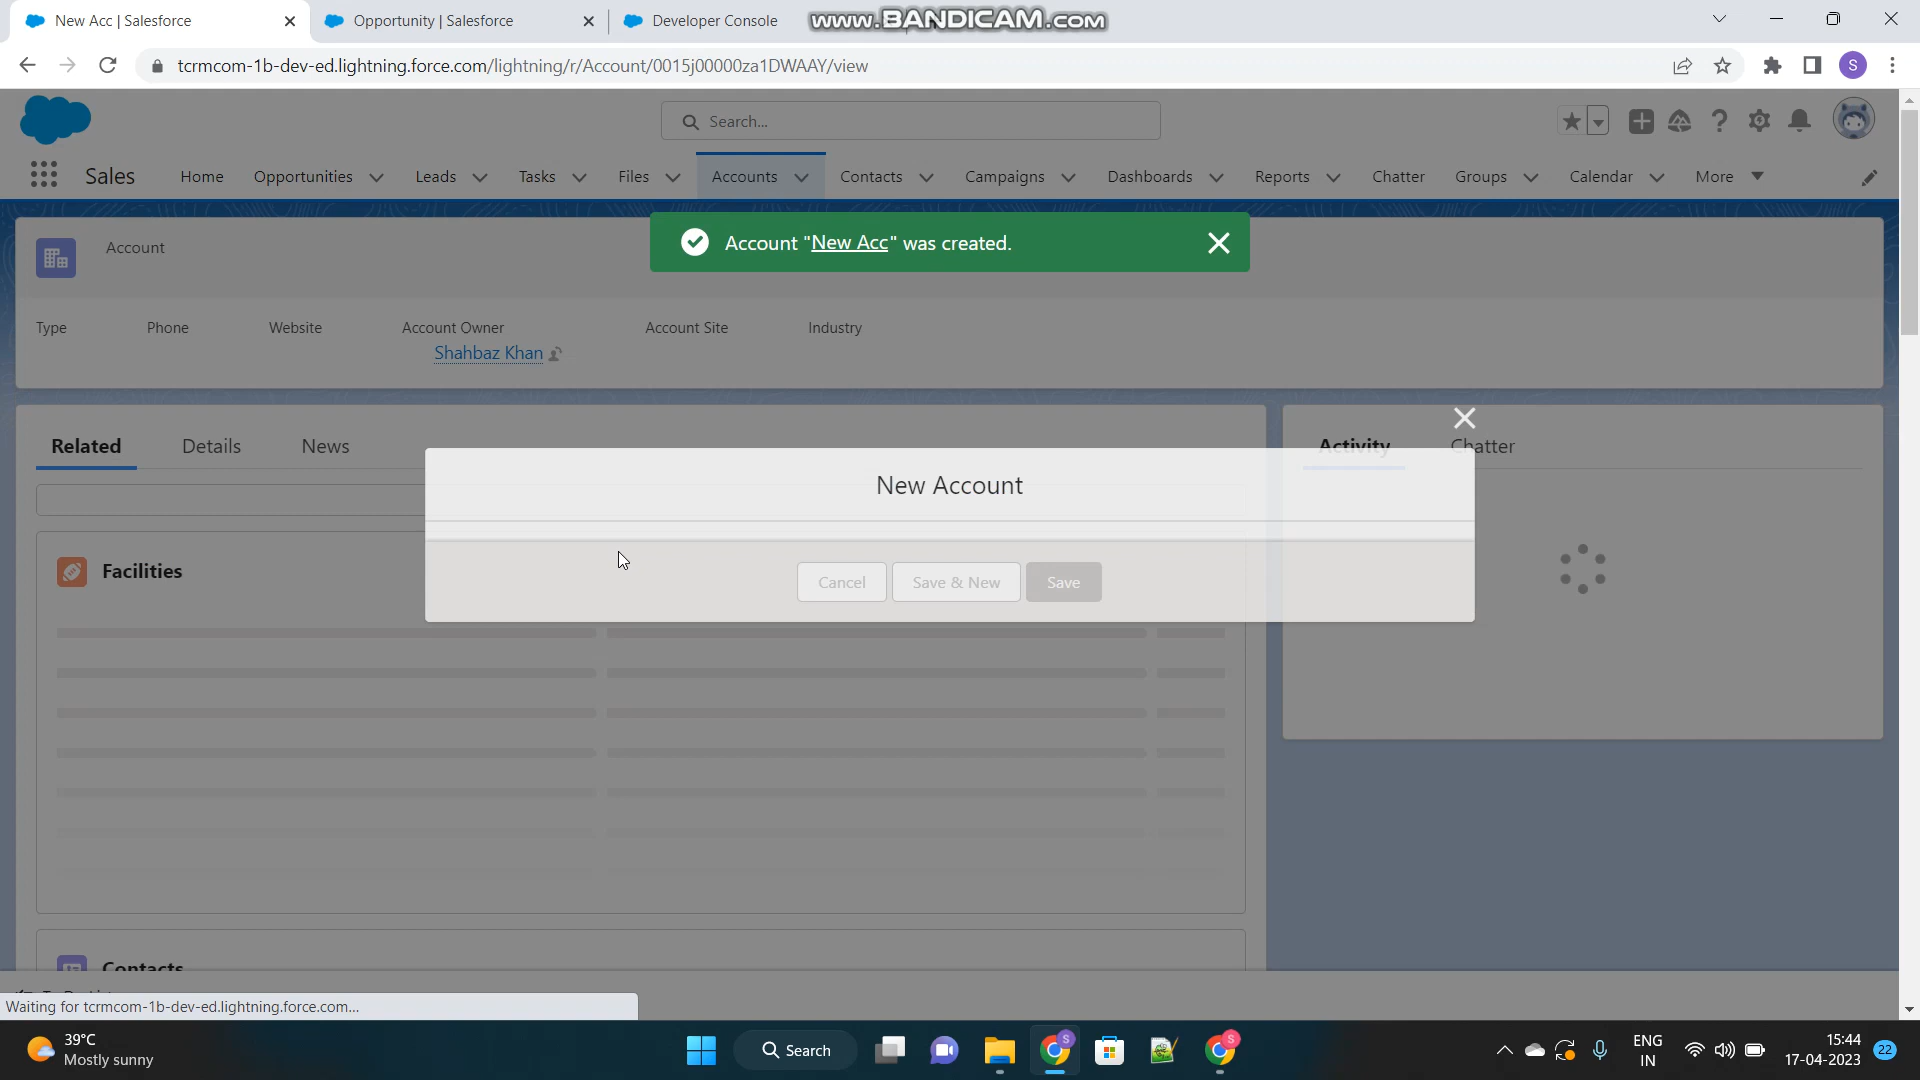 New Acc | Salesforce
Opportunity | Salesforce
Developer Console
www.BANDICAM.com
tcrmcom-1b-dev-ed.lightning.force.com/lightning/r/Account/0015j00000za1DWAAY/view
S
Search...
Sales
Home
Opportunities
Leads
Tasks
Files
Accounts
Contacts
Campaigns
Dashboards
Reports
Chatter
Groups
Calendar
More
Account "New Acc" was created.
Account
Type
Phone
Website
Account Owner
Account Site
Industry
Shahbaz Khan
Related
Details
News
Activity
Chatter
New Account
Cancel
Save & New
Save
Facilities
Contacts
Waiting for tcrmcom-1b-dev-ed.lightning.force.com...
39°C
Mostly sunny
Search
S
S
ENG
IN
15:44
17-04-2023
22